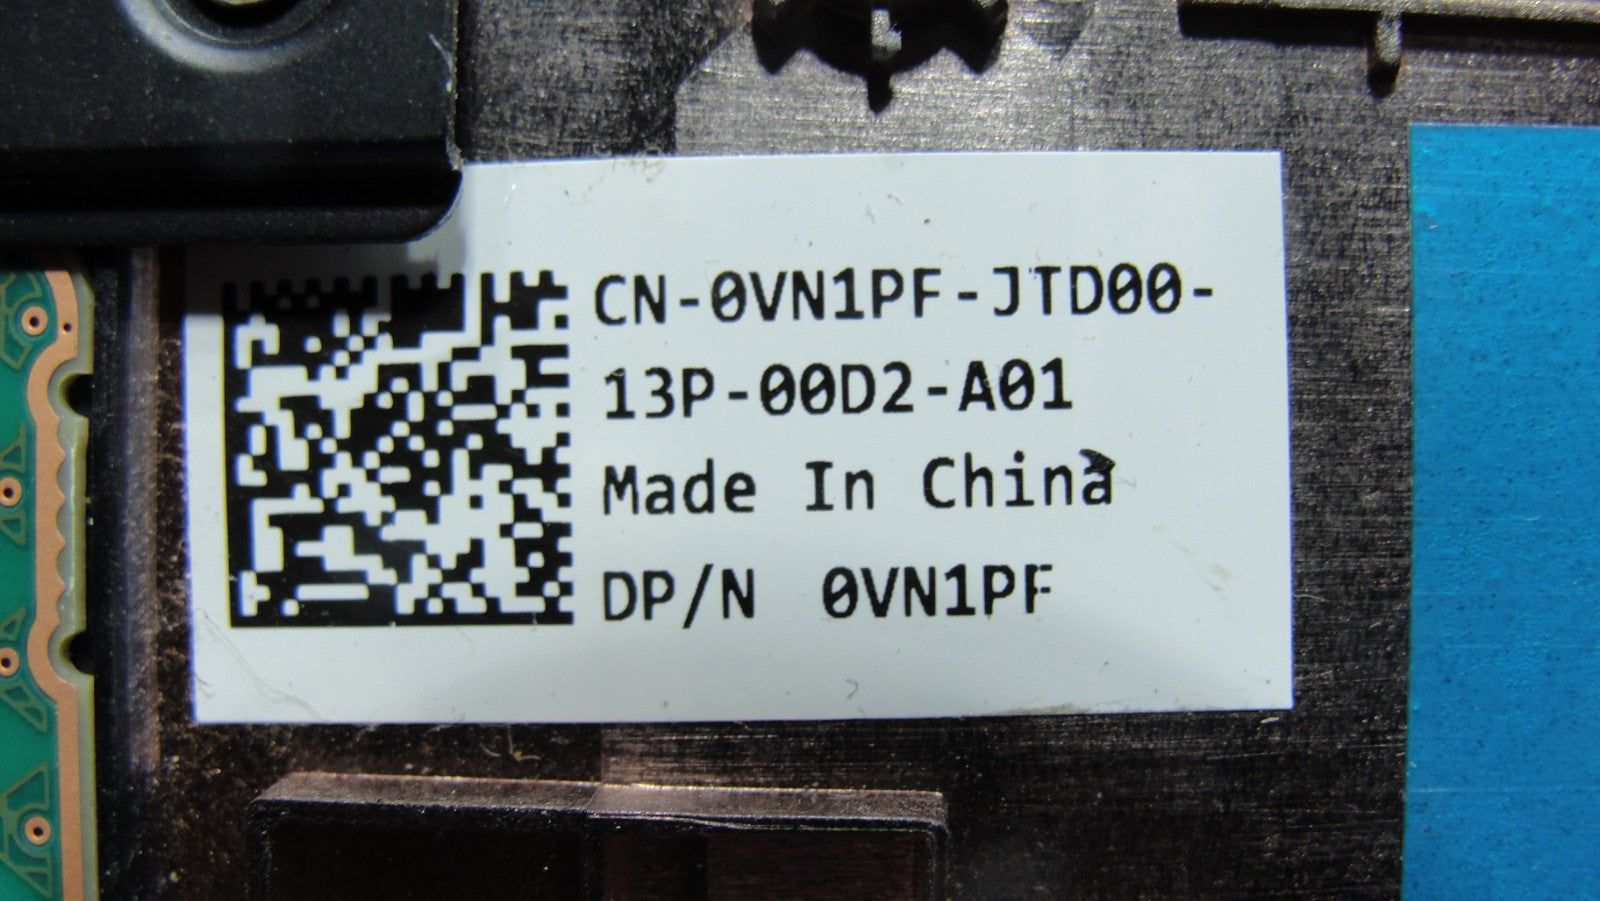 CN-0VN1PF-JTD00-
13P-00D2-A01
Made In China
DP/N 0VN1PF